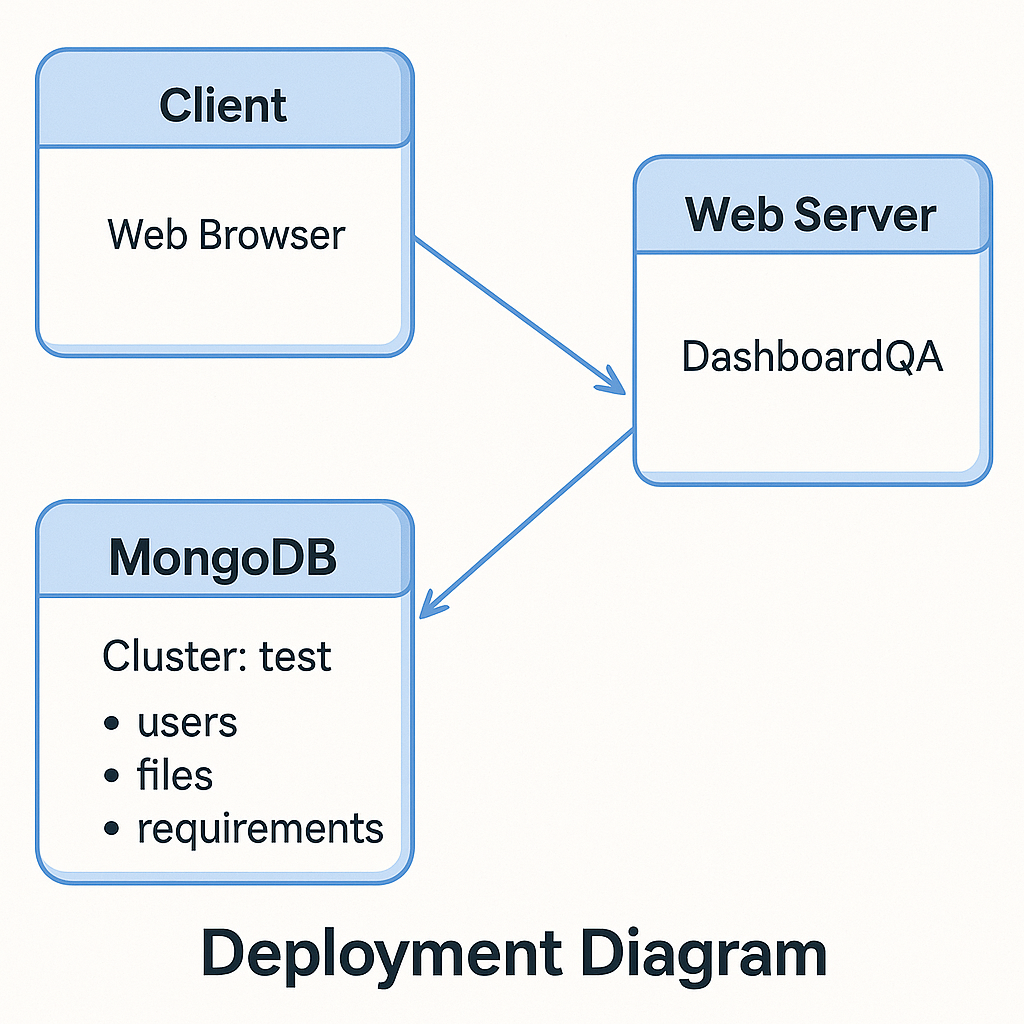 Client
Web Browser
Web Server
DashboardQA
MongoDB
Cluster: test
• users
• files
• requirements
Deployment Diagram